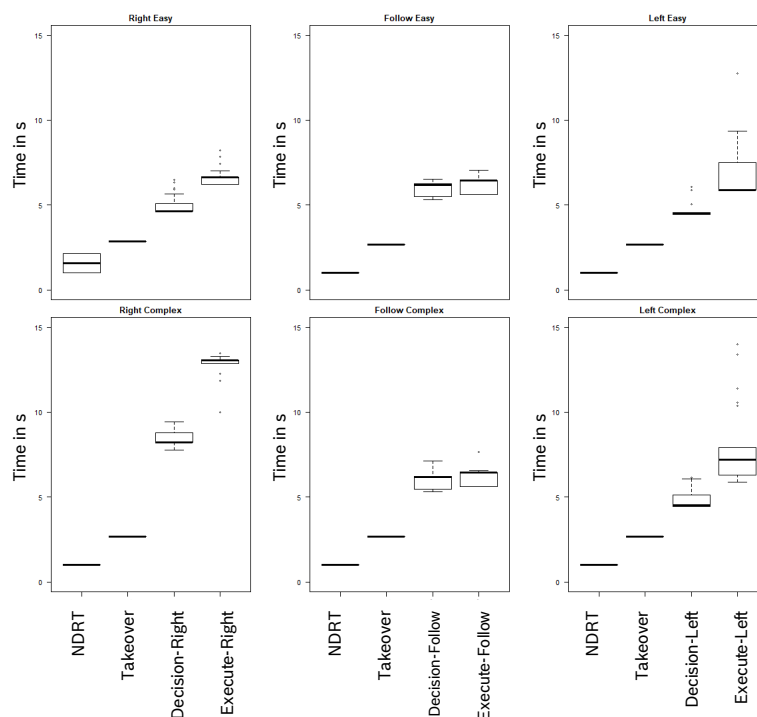 Right Easy
Time in s
15
10
5
0
Follow Easy
Time in s
15
10
5
0
Left Easy
Time in s
15
10
5
0
Right Complex
Time in s
15
10
5
0
NDRT
Takeover
Decision-Right
Execute-Right
Follow Complex
Time in s
15
10
5
0
NDRT
Takeover
Decision-Follow
Execute-Follow
Left Complex
Time in s
15
10
5
0
NDRT
Takeover
Decision-Left
Execute-Left